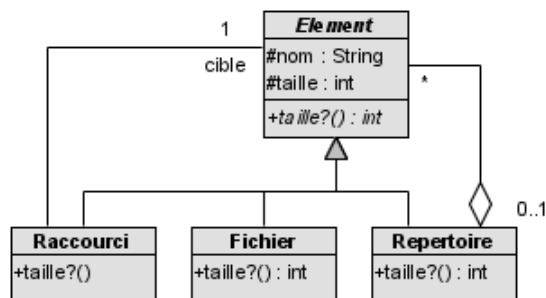 1
Element
cible
#nom : String
#taille : int
*
+taille?() : int
0..1
Raccourci
Fichier
Repertoire
+taille?()
+taille?() : int
+taille?() : int